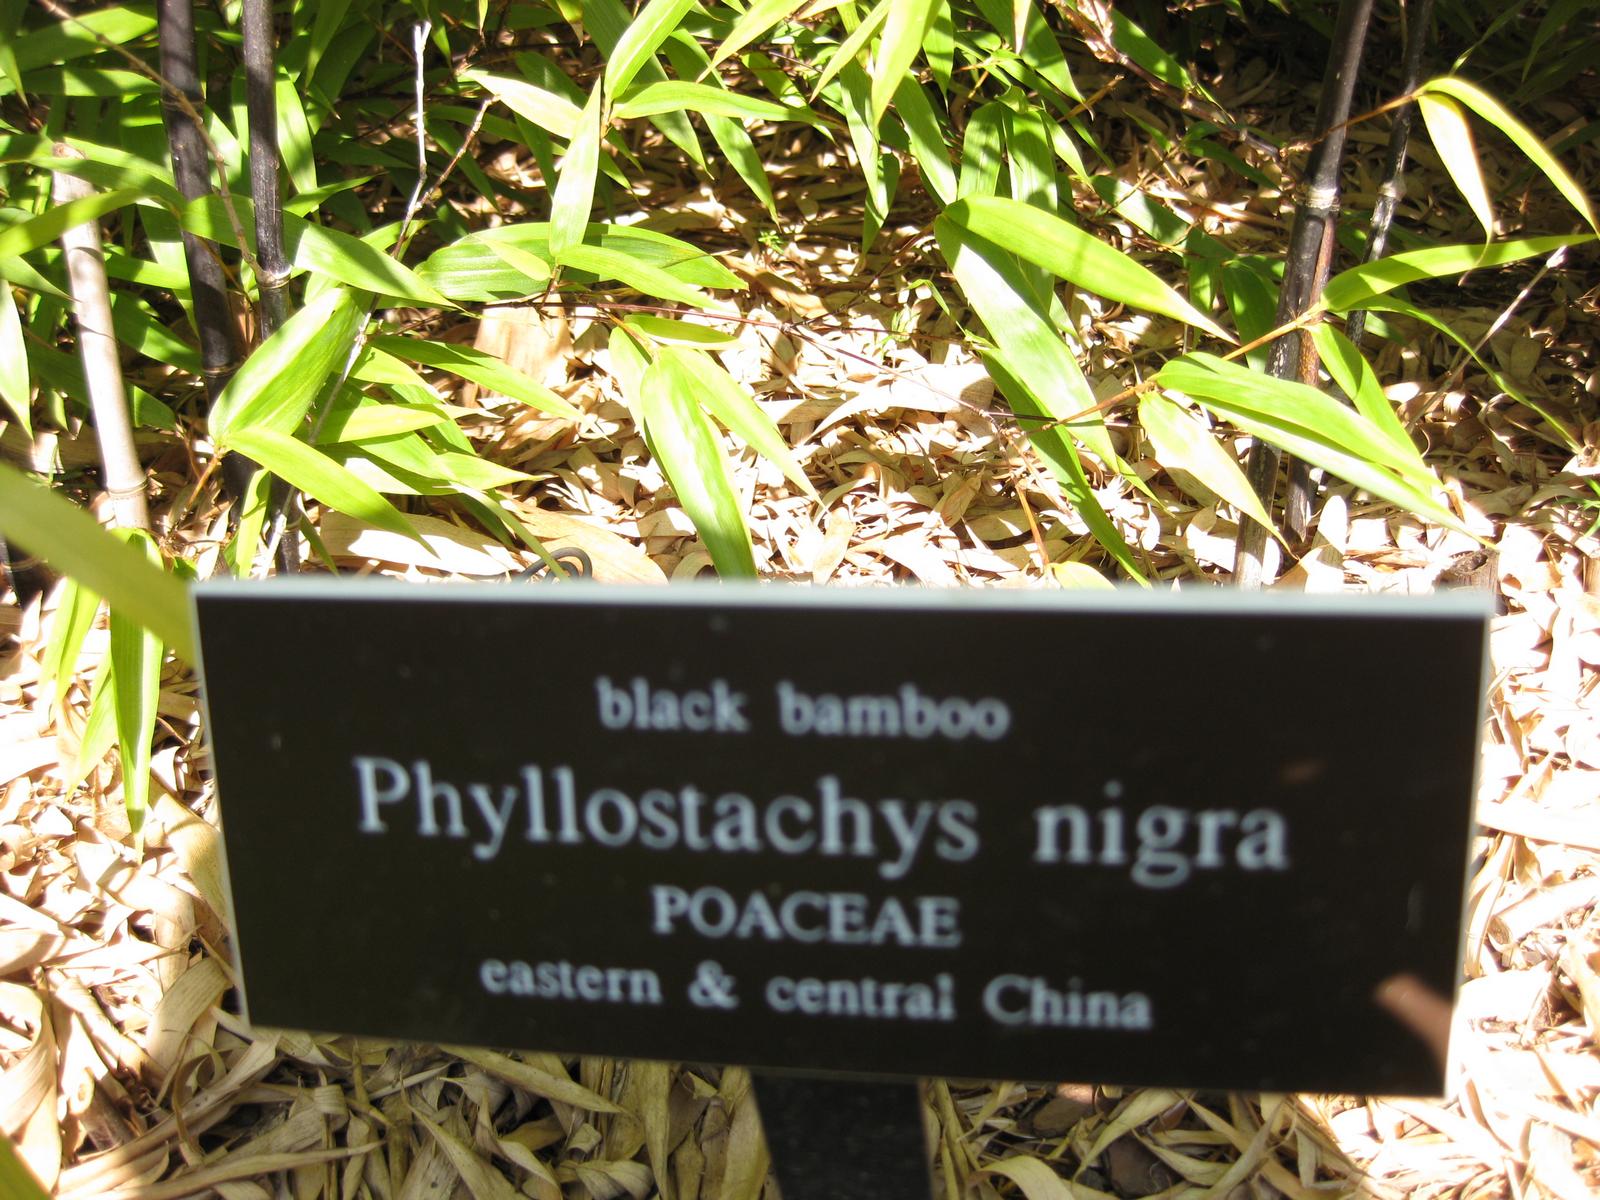 black bamboo
Phyllostachys nigra
POACEAE
eastern & central China